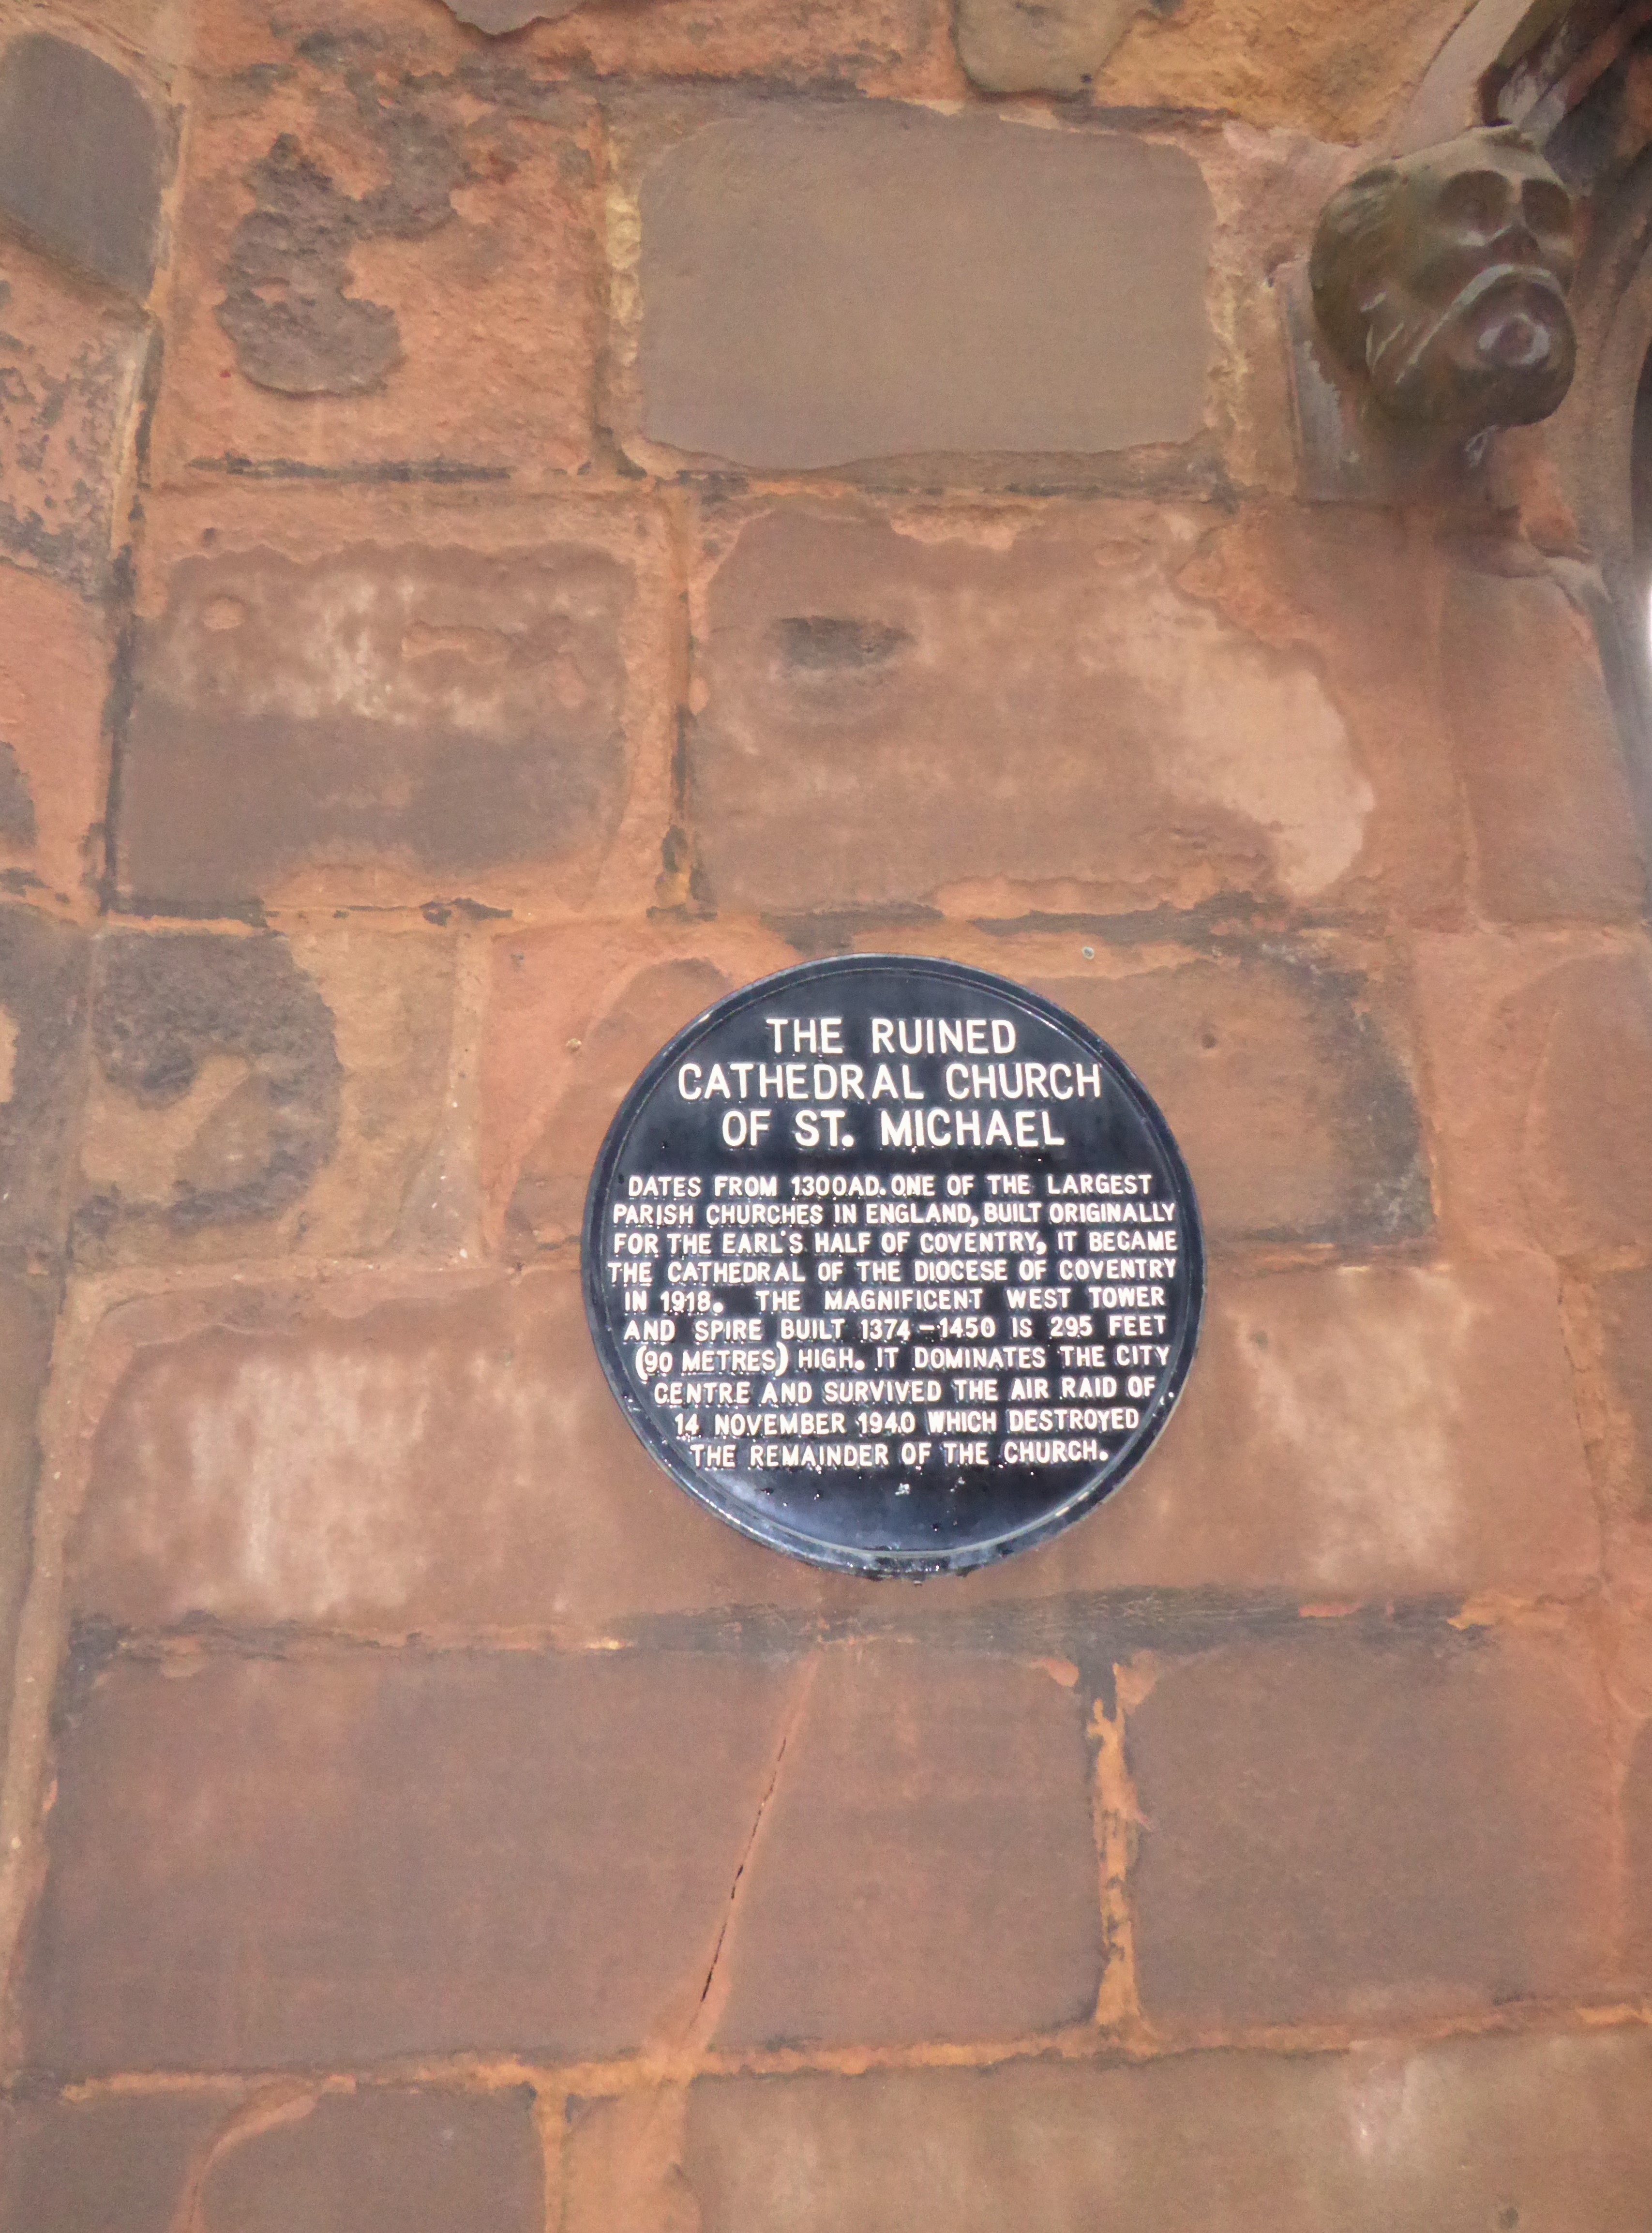 THE RUINED
CATHEDRAL CHURCH
OF ST. MICHAEL
DATES FROM 1300AD. ONE OF THE LARGEST
PARISH CHURCHES IN ENGLAND, BUILT ORIGINALLY
FOR THE EARL'S HALF OF COVENTRY, IT BECAME
THE CATHEDRAL OF THE DIOCESE OF COVENTRY
IN 1918. THE MAGNIFICENT WEST TOWER
AND SPIRE BUILT 1374-1450 IS 295 FEET
(90 METRES) HIGH. IT DOMINATES THE CITY
CENTRE AND SURVIVED THE AIR RAID OF
14 NOVEMBER 1940 WHICH DESTROYED
THE REMAINDER OF THE CHURCH.